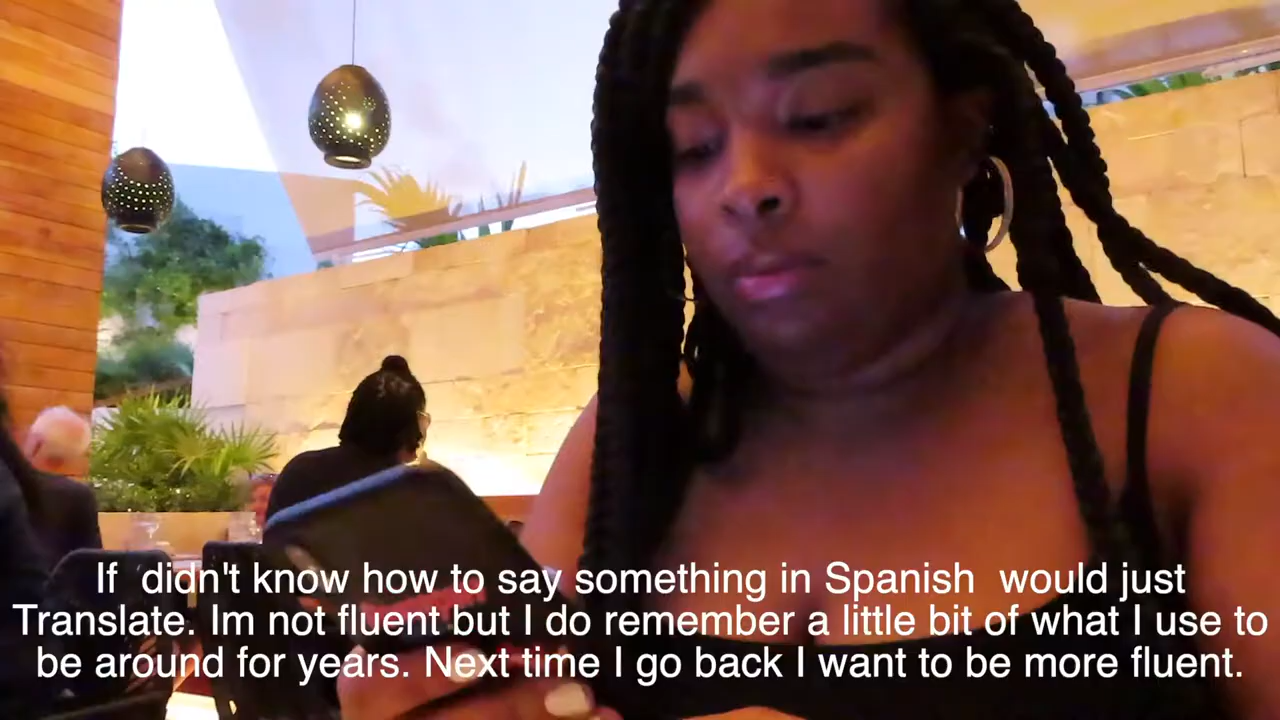 If  didn't know how to say something in Spanish  would just
Translate. Im not fluent but I do remember a little bit of what I use to
be around for years. Next time I go back I want to be more fluent.